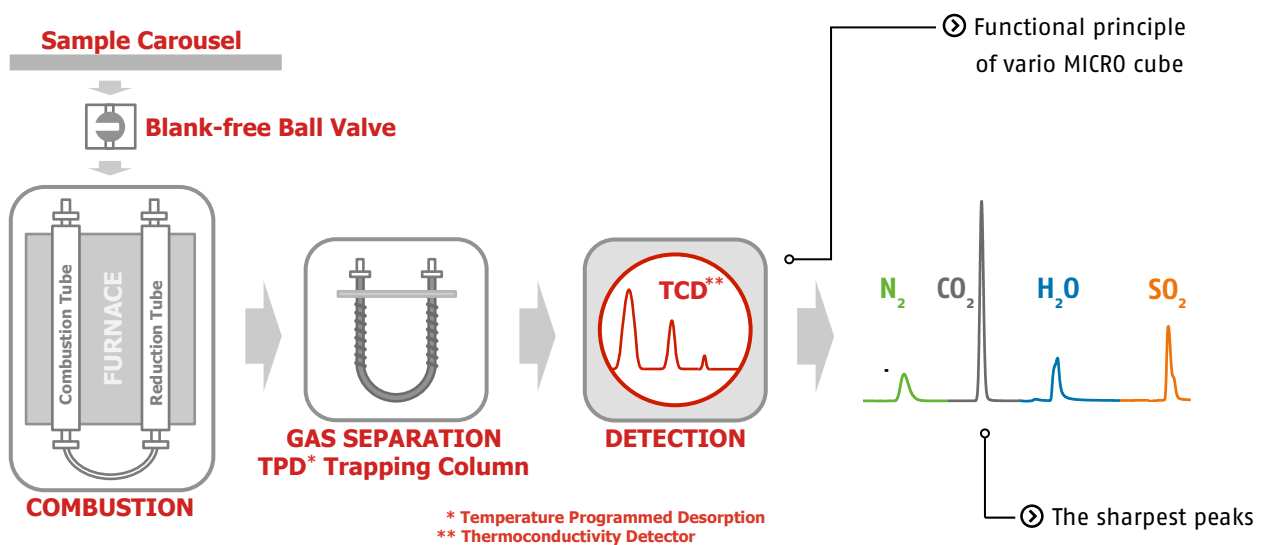 Sample Carousel
Blank-free Ball Valve
Combustion Tube
FURNACE
Reduction Tube
COMBUSTION
GAS SEPARATION
TPD* Trapping Column
TCD**
DETECTION
* Temperature Programmed Desorption
** Thermoconductivity Detector
Functional principle
of vario MICRO cube
N₂ CO₂ H₂O SO₂
The sharpest peaks